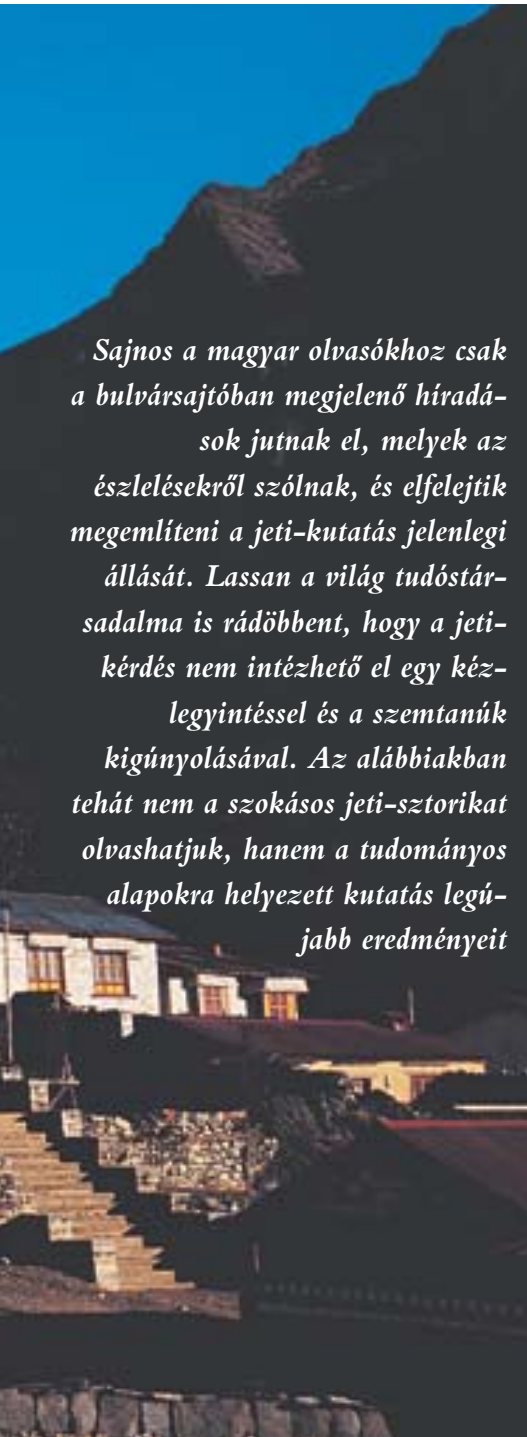 Sajnos a magyar olvasókhoz csak
a bulvársajtóban megjelenő híradá-
sok jutnak el, melyek az
észlelésekről szólnak, és elfelejtik
megemlíteni a jeti-kutatás jelenlegi
állását. Lassan a világ tudóstár-
sadalma is rádöbbent, hogy a jeti-
kérdés nem intézhető el egy kéz-
legyintéssel és a szemtanúk
kigúnyolásával. Az alábbiakban
tehát nem a szokásos jeti-sztorikat
olvashatjuk, hanem a tudományos
alapokra helyezett kutatás legú-
jabb eredményeit